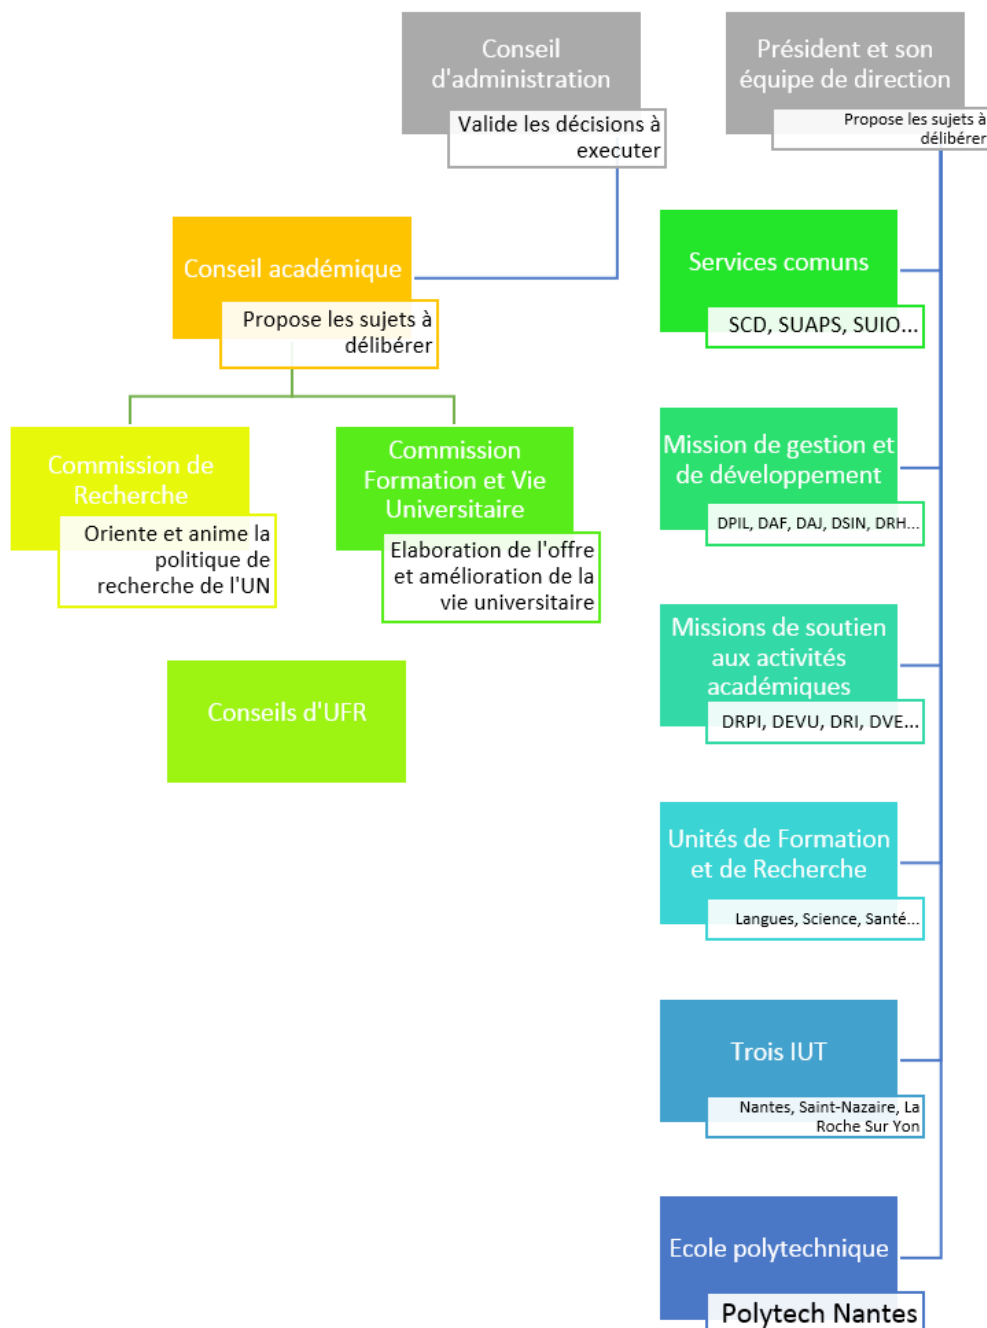 Conseil
d'administration
Valide les décisions à
executer
Président et son
équipe de direction
Propose les sujets à
délibérer
Conseil académique
Propose les sujets à
délibérer
Commission de
Recherche
Oriente et anime la
politique de
recherche de l'UN
Commission
Formation et Vie
Universitaire
Elaboration de l'offre
et amélioration de la
vie universitaire
Conseils d'UFR
Services comuns
SCD, SUAPS, SUIO...
Mission de gestion et
de développement
DPIL, DAF, DAJ, DSIN, DRH...
Missions de soutien
aux activités
académiques
DRPI, DEVU, DRI, DVE...
Unités de Formation
et de Recherche
Langues, Science, Santé...
Trois IUT
Nantes, Saint-Nazaire, La
Roche Sur Yon
Ecole polytechnique
Polytech Nantes